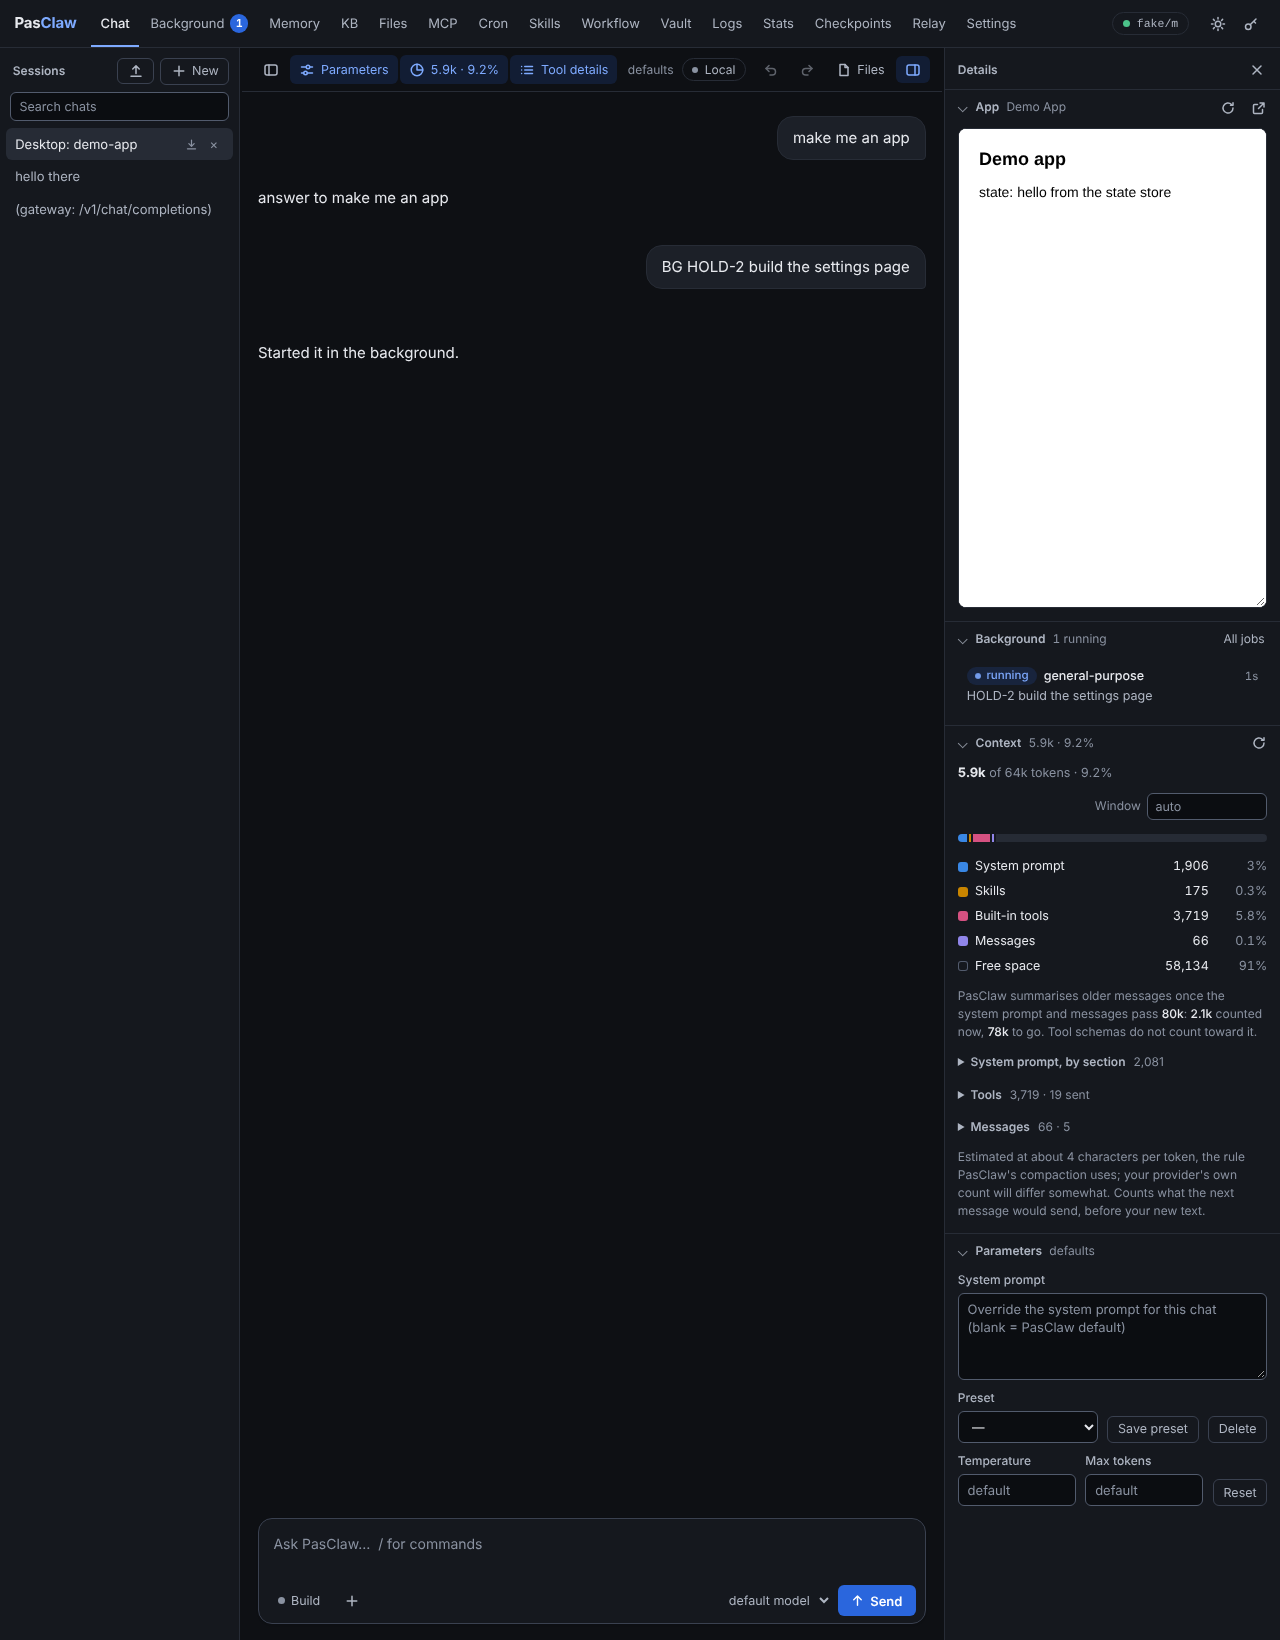 PasClaw
Chat
Background 1
Memory
KB
Files
MCP
Cron
Skills
Workflow
Vault
Logs
Stats
Checkpoints
Relay
Settings
fake/m
Sessions
New
Search chats
Desktop: demo-app
hello there
(gateway: /v1/chat/completions)
Parameters
5.9k · 9.2%
Tool details
defaults
Local
Files
make me an app
answer to make me an app
BG HOLD-2 build the settings page
Started it in the background.
Ask PasClaw... / for commands
Build
default model
Send
Details
App Demo App
Demo app
state: hello from the state store
Background 1 running
All jobs
running general-purpose 1s
HOLD-2 build the settings page
Context 5.9k · 9.2%
5.9k of 64k tokens · 9.2%
Window auto
System prompt 1,906 3%
Skills 175 0.3%
Built-in tools 3,719 5.8%
Messages 66 0.1%
Free space 58,134 91%
PasClaw summarises older messages once the
system prompt and messages pass 80k: 2.1k counted
now, 78k to go. Tool schemas do not count toward it.
System prompt, by section 2,081
Tools 3,719 · 19 sent
Messages 66 · 5
Estimated at about 4 characters per token, the rule
PasClaw's compaction uses; your provider's own
count will differ somewhat. Counts what the next
message would send, before your new text.
Parameters defaults
System prompt
Override the system prompt for this chat
(blank = PasClaw default)
Preset
—
Save preset
Delete
Temperature
Max tokens
default
default
Reset